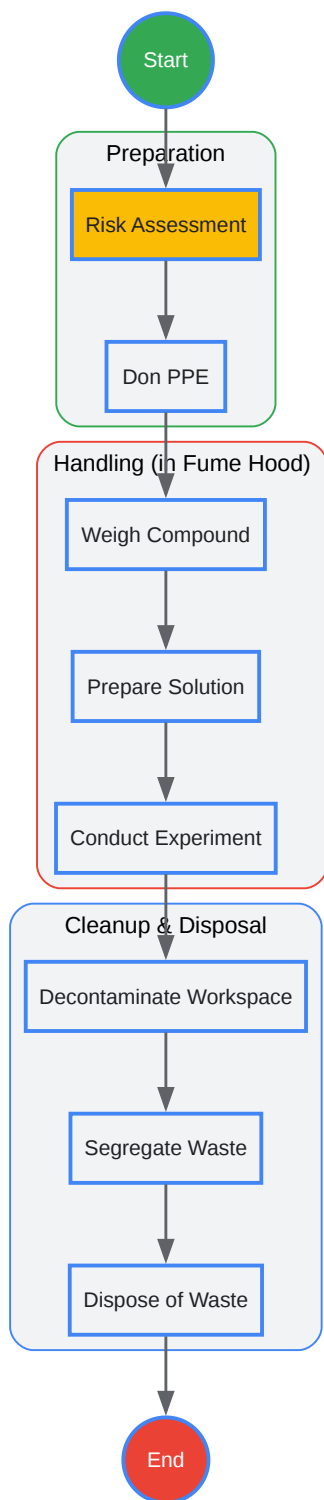 Start
Preparation
Risk Assessment
Don PPE
Handling (in Fume Hood)
Weigh Compound
Prepare Solution
Conduct Experiment
Cleanup & Disposal
Decontaminate Workspace
Segregate Waste
Dispose of Waste
End